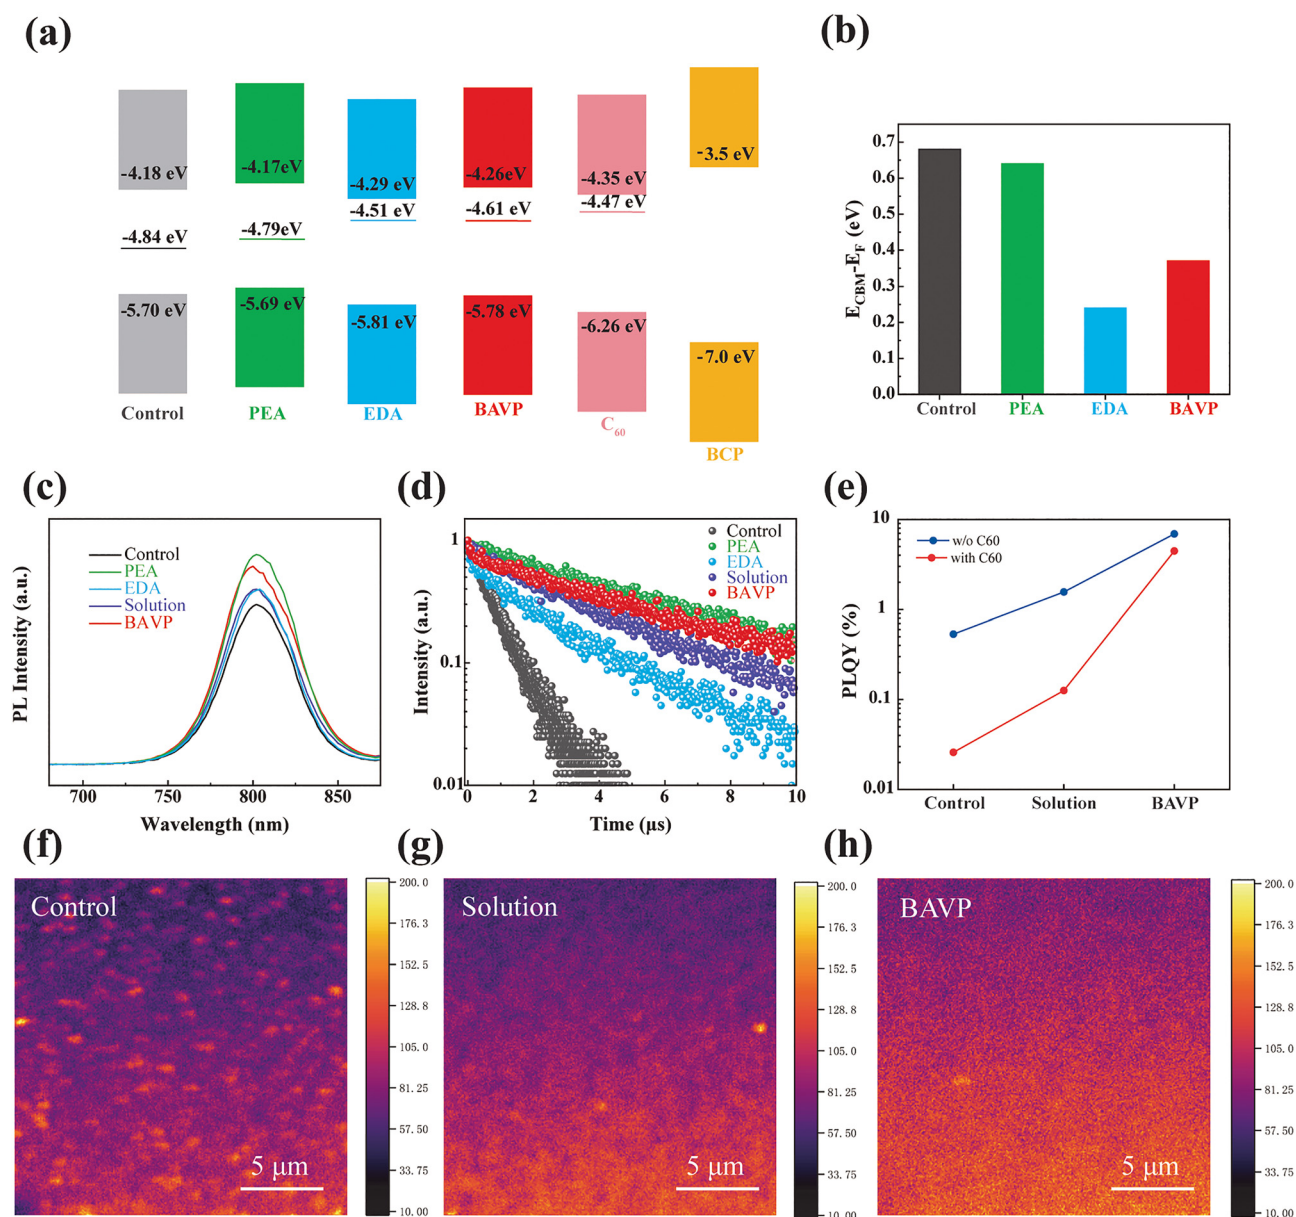 (a)
-4.18 eV
-4.17eV
-4.29 eV
-4.26eV
-4.35 eV
-3.5 eV
-4.84 eV
-4.79eV
-4.51 eV
-4.61 eV
-4.47 eV
-5.70 eV
-5.69 eV
-5.81 eV
-5.78 eV
-6.26 eV
-7.0 eV
Control
PEA
EDA
BAVP
C60
BCP
(b)
E_CBM-E_F (eV)
0.7
0.6
0.5
0.4
0.3
0.2
0.1
0.0
Control
PEA
EDA
BAVP
(c)
PL Intensity (a.u.)
Control
PEA
EDA
Solution
BAVP
700
750
800
850
Wavelength (nm)
(d)
Intensity (a.u.)
1
0.1
0.01
Control
PEA
EDA
Solution
BAVP
0
2
4
6
8
10
Time (μs)
(e)
PLQY (%)
10
1
0.1
0.01
w/o C60
with C60
Control
Solution
BAVP
(f)
Control
5 μm
200. 0
176. 3
152. 5
128. 8
105. 0
81. 25
57. 50
33. 75
10. 00
(g)
Solution
5 μm
200. 0
176. 3
152. 5
128. 8
105. 0
81. 25
57. 50
33. 75
10. 00
(h)
BAVP
5 μm
200. 0
176. 3
152. 5
128. 8
105. 0
81. 25
57. 50
33. 75
10. 00